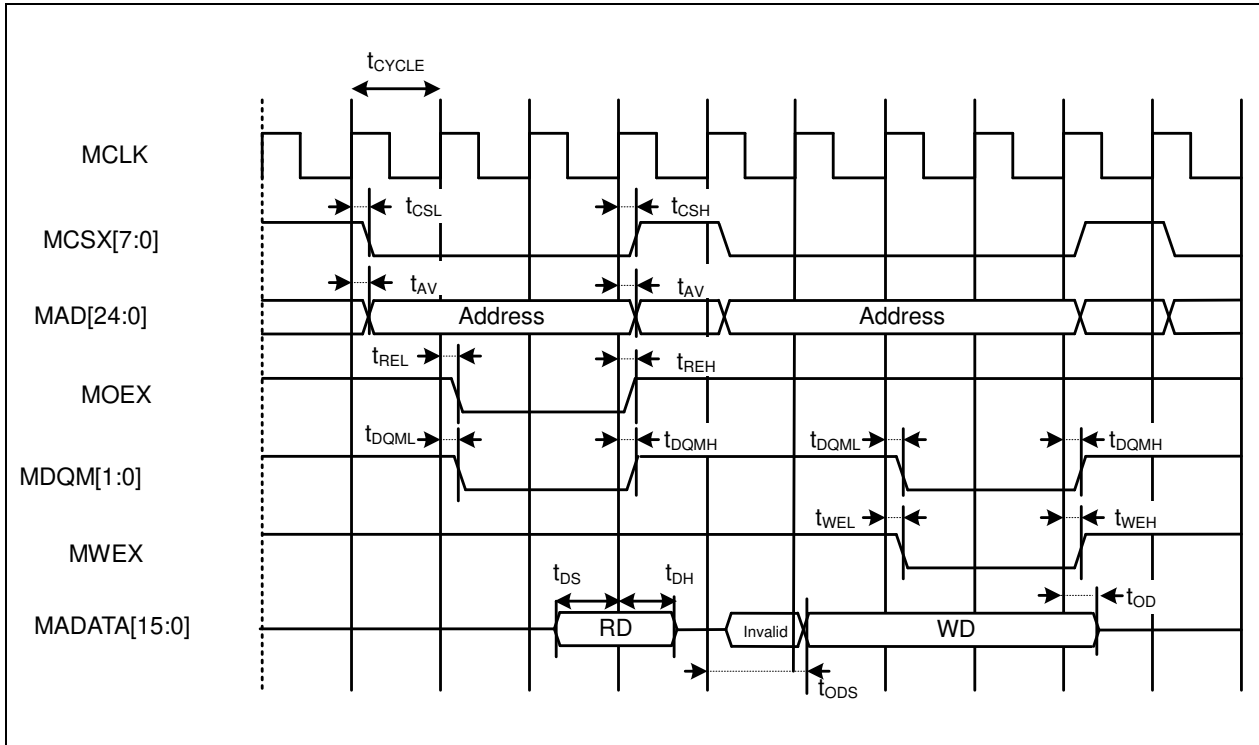 tCYCLE
MCLK
tCSL tCSH
MCSX[7:0]
tAV tAV
MAD[24:0] Address Address
tREL tREH
MOEX
tDQML tDQMH tDQML tDQMH
MDQM[1:0]
tWEL tWEH
MWEX
tDS tDH
tOD
MADATA[15:0] RD Invalid WD
tODS